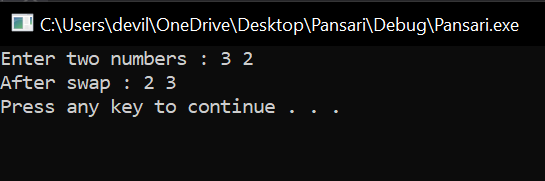 C:\Users\devil\OneDrive\Desktop\Pansari\Debug\Pansari.exe
Enter two numbers : 3 2
After swap : 2 3
Press any key to continue . . .